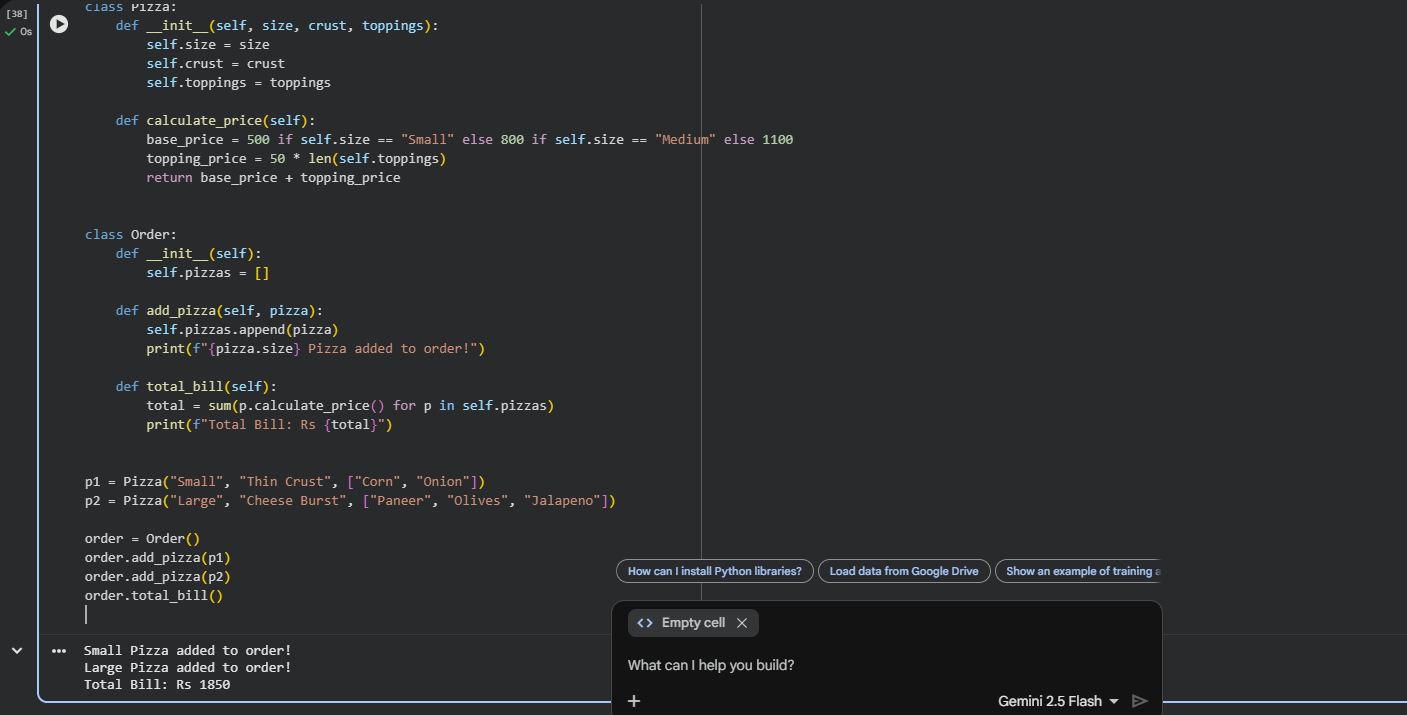 [38]
0s
class Pizza:
    def __init__(self, size, crust, toppings):
        self.size = size
        self.crust = crust
        self.toppings = toppings

    def calculate_price(self):
        base_price = 500 if self.size == "Small" else 800 if self.size == "Medium" else 1100
        topping_price = 50 * len(self.toppings)
        return base_price + topping_price


class Order:
    def __init__(self):
        self.pizzas = []

    def add_pizza(self, pizza):
        self.pizzas.append(pizza)
        print(f"{pizza.size} Pizza added to order!")

    def total_bill(self):
        total = sum(p.calculate_price() for p in self.pizzas)
        print(f"Total Bill: Rs {total}")


p1 = Pizza("Small", "Thin Crust", ["Corn", "Onion"])
p2 = Pizza("Large", "Cheese Burst", ["Paneer", "Olives", "Jalapeno"])

order = Order()
order.add_pizza(p1)
order.add_pizza(p2)
order.total_bill()
How can I install Python libraries?
Load data from Google Drive
Show an example of training a
<> Empty cell
What can I help you build?
Gemini 2.5 Flash
Small Pizza added to order!
Large Pizza added to order!
Total Bill: Rs 1850